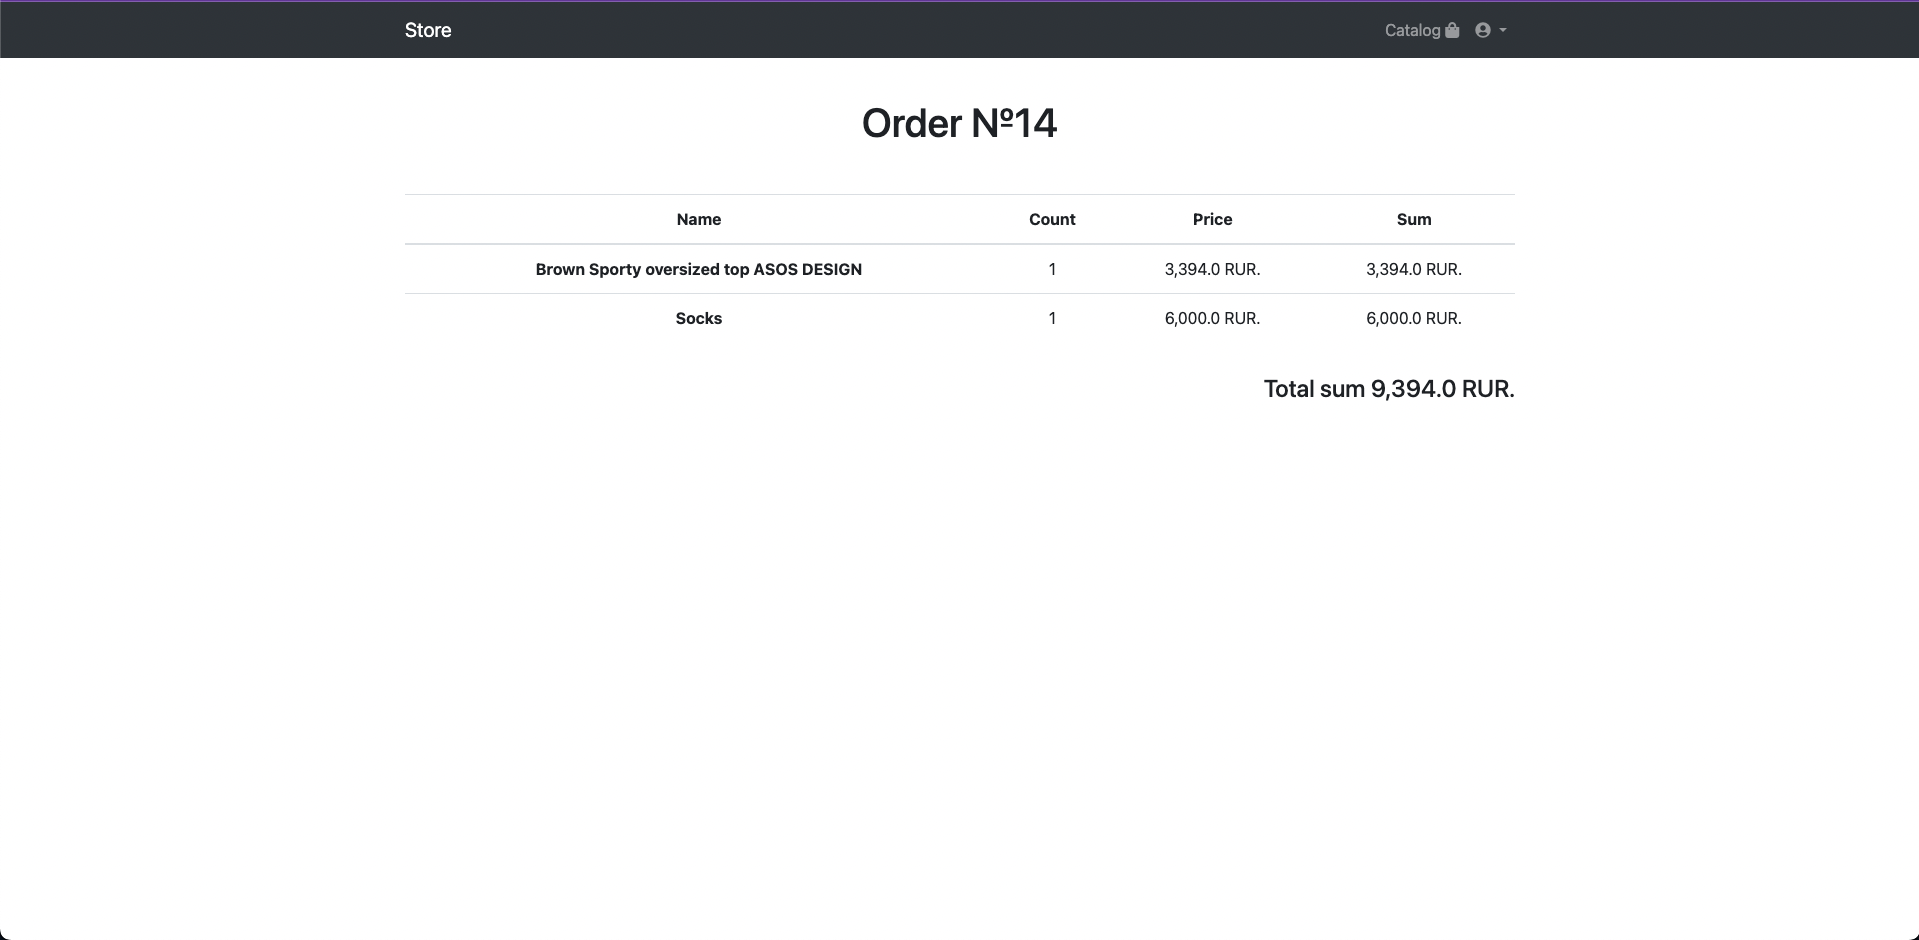 Store Catalog
Order №14
Name Count Price Sum
Brown Sporty oversized top ASOS DESIGN 1 3,394.0 RUR. 3,394.0 RUR.
Socks 1 6,000.0 RUR. 6,000.0 RUR.
Total sum 9,394.0 RUR.